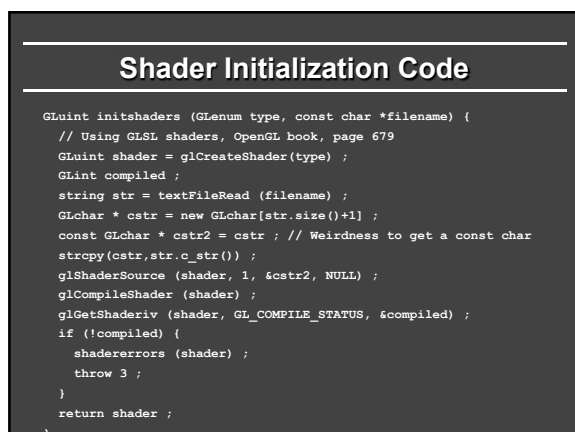 Shader Initialization Code
GLuint initshaders (GLenum type, const char *filename) {
// Using GLSL shaders, OpenGL book, page 679
GLuint shader = glCreateShader(type) ;
GLint compiled ;
string str = textFileRead (filename) ;
GLchar * cstr = new GLchar[str.size()+1] ;
const GLchar * cstr2 = cstr ; // Weirdness to get a const char
strcpy(cstr,str.c_str()) ;
glShaderSource (shader, 1, &cstr2, NULL) ;
glCompileShader (shader) ;
glGetShaderiv (shader, GL_COMPILE_STATUS, &compiled) ;
if (!compiled) {
shadererrors (shader) ;
throw 3 ;
}
return shader ;
}